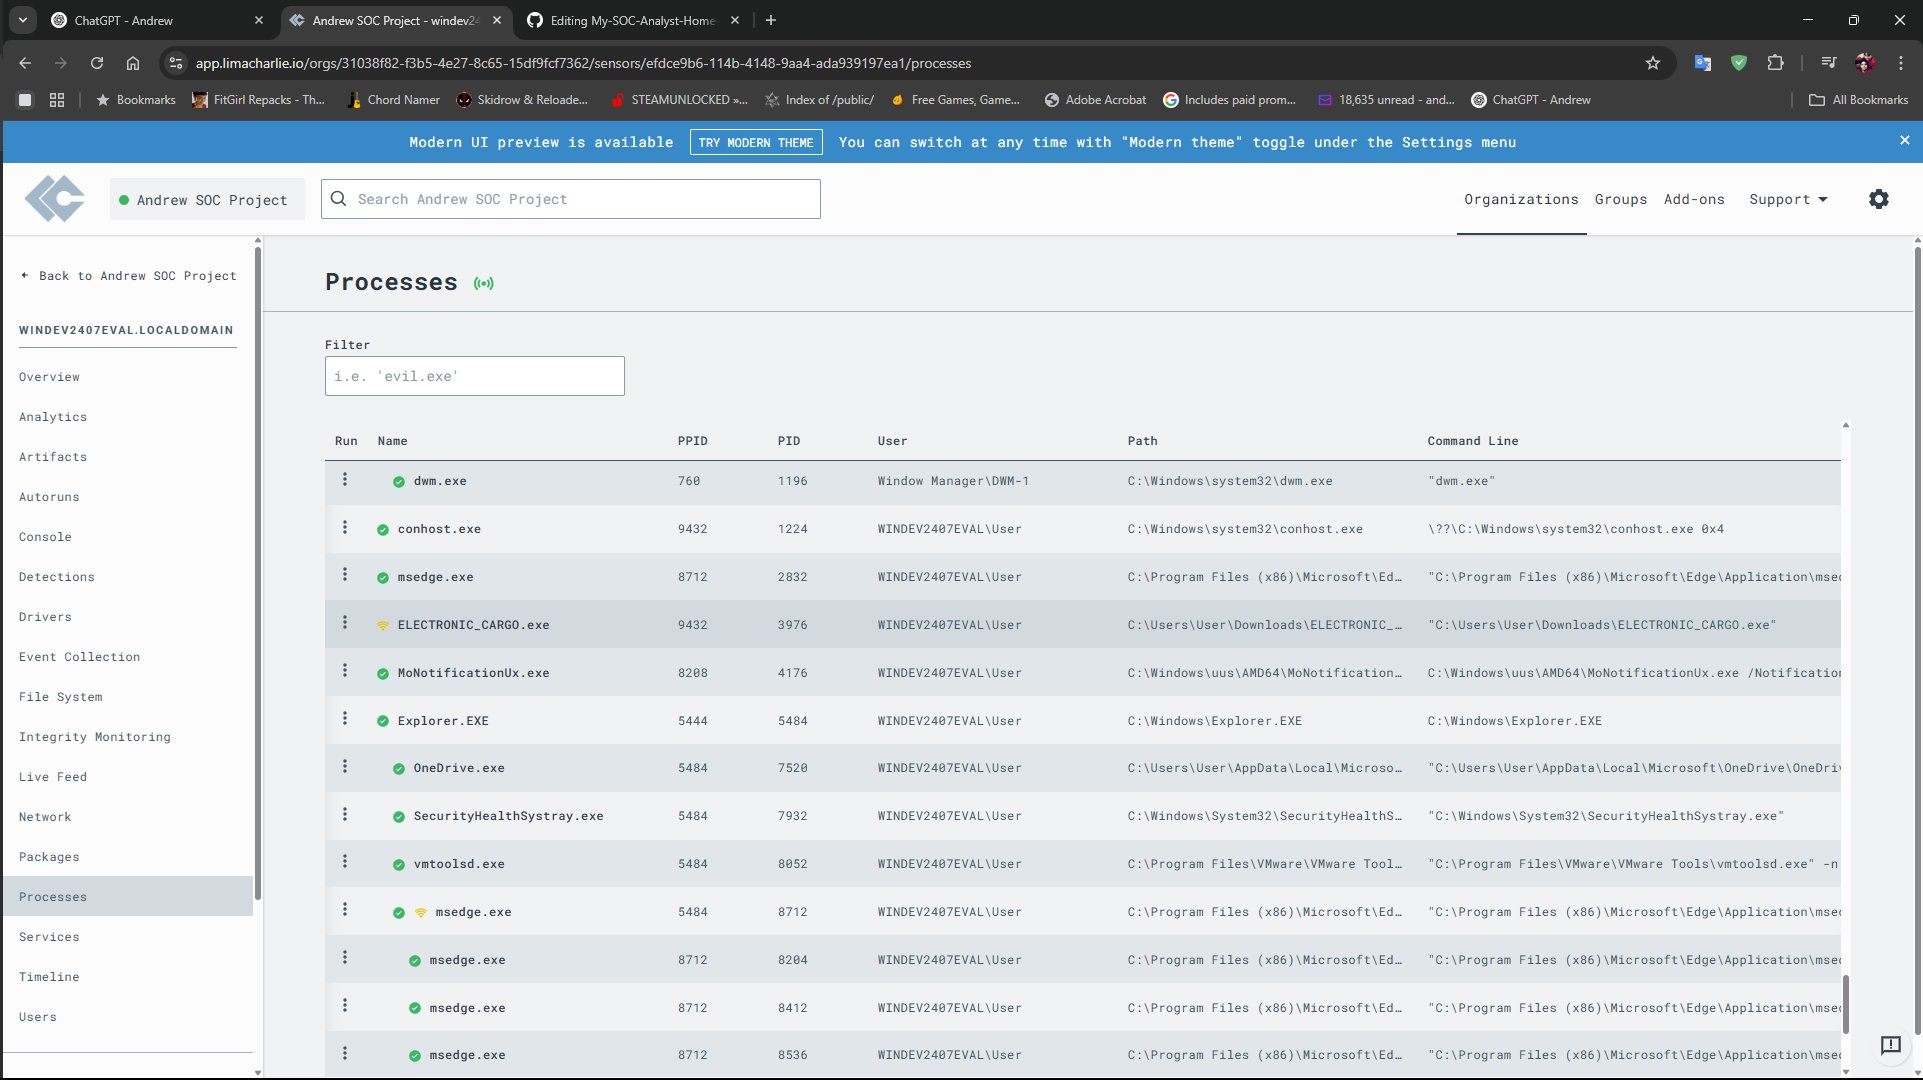 ChatGPT - Andrew
Andrew SOC Project - windev24
Editing My-SOC-Analyst-Home-
app.limacharlie.io/orgs/31038f82-f3b5-4e27-8c65-15df9fcf7362/sensors/efdce9b6-114b-4148-9aa4-ada939197ea1/processes
Bookmarks
FitGirl Repacks - Th...
Chord Namer
Skidrow & Reloade...
STEAMUNLOCKED »...
Index of /public/
Free Games, Game...
Adobe Acrobat
Includes paid prom...
18,635 unread - and...
ChatGPT - Andrew
All Bookmarks
Modern UI preview is available TRY MODERN THEME You can switch at any time with "Modern theme" toggle under the Settings menu
Andrew SOC Project
Search Andrew SOC Project
Organizations Groups Add-ons Support
Back to Andrew SOC Project
WINDEV2407EVAL.LOCALDOMAIN
Overview
Analytics
Artifacts
Autoruns
Console
Detections
Drivers
Event Collection
File System
Integrity Monitoring
Live Feed
Network
Packages
Processes
Services
Timeline
Users
Processes
Filter
i.e. 'evil.exe'
Run Name PPID PID User Path Command Line
dwm.exe 760 1196 Window Manager\DWM-1 C:\Windows\system32\dwm.exe "dwm.exe"
conhost.exe 9432 1224 WINDEV2407EVAL\User C:\Windows\system32\conhost.exe \??\C:\Windows\system32\conhost.exe 0x4
msedge.exe 8712 2832 WINDEV2407EVAL\User C:\Program Files (x86)\Microsoft\Ed... "C:\Program Files (x86)\Microsoft\Edge\Application\msed
ELECTRONIC_CARGO.exe 9432 3976 WINDEV2407EVAL\User C:\Users\User\Downloads\ELECTRONIC_... "C:\Users\User\Downloads\ELECTRONIC_CARGO.exe"
MoNotificationUx.exe 8208 4176 WINDEV2407EVAL\User C:\Windows\uus\AMD64\MoNotification... C:\Windows\uus\AMD64\MoNotificationUx.exe /Notification
Explorer.EXE 5444 5484 WINDEV2407EVAL\User C:\Windows\Explorer.EXE C:\Windows\Explorer.EXE
OneDrive.exe 5484 7520 WINDEV2407EVAL\User C:\Users\User\AppData\Local\Microso... "C:\Users\User\AppData\Local\Microsoft\OneDrive\OneDriv
SecurityHealthSystray.exe 5484 7932 WINDEV2407EVAL\User C:\Windows\System32\SecurityHealthS... "C:\Windows\System32\SecurityHealthSystray.exe"
vmtoolsd.exe 5484 8052 WINDEV2407EVAL\User C:\Program Files\VMware\VMware Tool... "C:\Program Files\VMware\VMware Tools\vmtoolsd.exe" -n
msedge.exe 5484 8712 WINDEV2407EVAL\User C:\Program Files (x86)\Microsoft\Ed... "C:\Program Files (x86)\Microsoft\Edge\Application\msed
msedge.exe 8712 8204 WINDEV2407EVAL\User C:\Program Files (x86)\Microsoft\Ed... "C:\Program Files (x86)\Microsoft\Edge\Application\msed
msedge.exe 8712 8412 WINDEV2407EVAL\User C:\Program Files (x86)\Microsoft\Ed... "C:\Program Files (x86)\Microsoft\Edge\Application\msed
msedge.exe 8712 8536 WINDEV2407EVAL\User C:\Program Files (x86)\Microsoft\Ed... "C:\Program Files (x86)\Microsoft\Edge\Application\msed